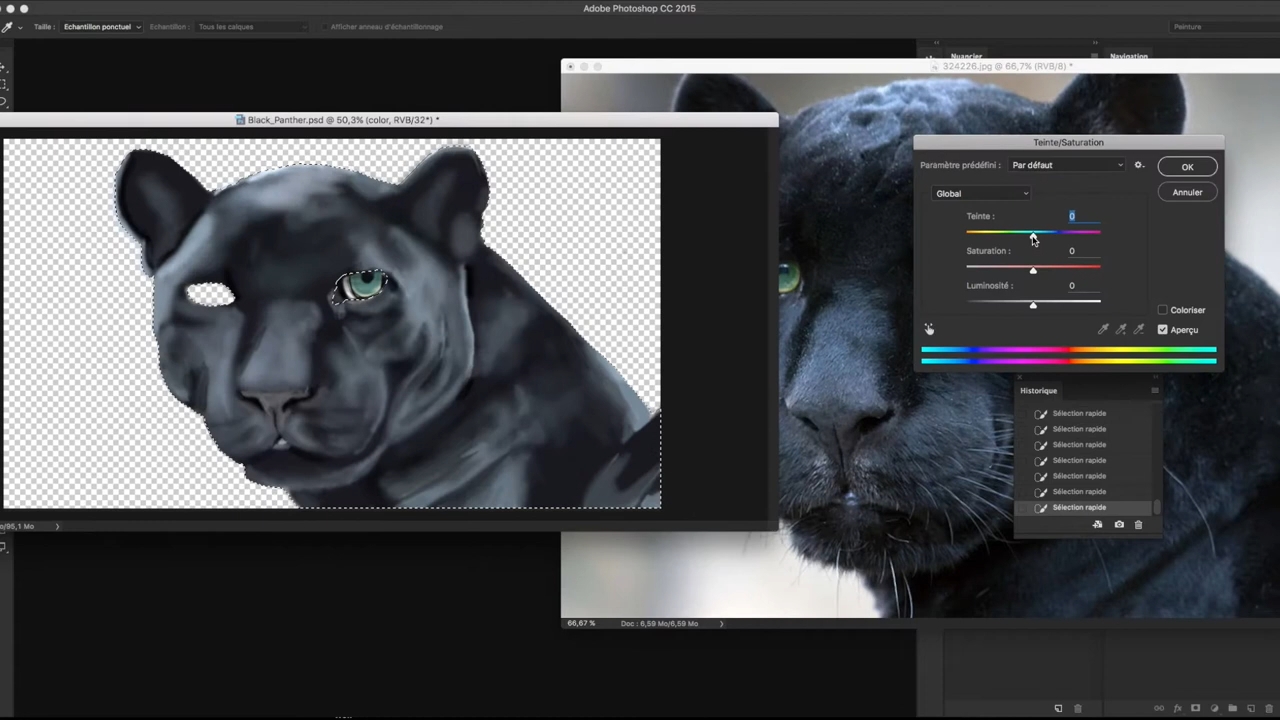 Adobe Photoshop CC 2015
Taille : Echantillon ponctuel Echantillon : Tous les calques Afficher anneau d'échantillonnage Peinture
Nuancier Navigation
324226.jpg @ 66,7% (RVB/8) *
Black_Panther.psd @ 50,3% (color, RVB/32*) *
Teinte/Saturation
Paramètre prédéfini : Par défaut OK
Global Annuler
Teinte : 0
Saturation : 0
Luminosité : 0
Coloriser
Aperçu
Historique
Sélection rapide
Sélection rapide
Sélection rapide
Sélection rapide
Sélection rapide
Sélection rapide
Sélection rapide
o/95,1 Mo
66,67 % Doc : 6,59 Mo/6,59 Mo